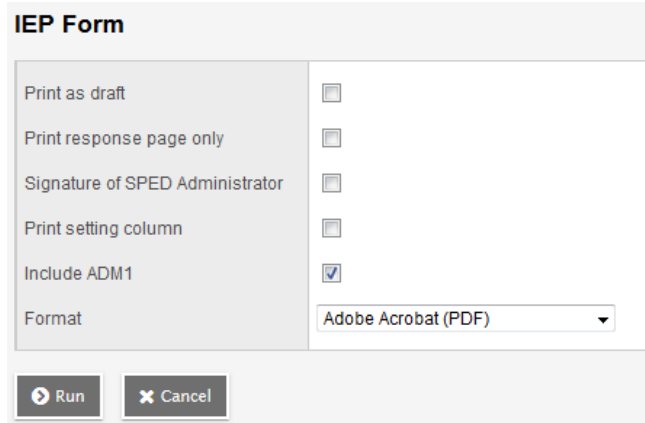 IEP Form
Print as draft
Print response page only
Signature of SPED Administrator
Print setting column
Include ADM1
Format Adobe Acrobat (PDF)
Run Cancel